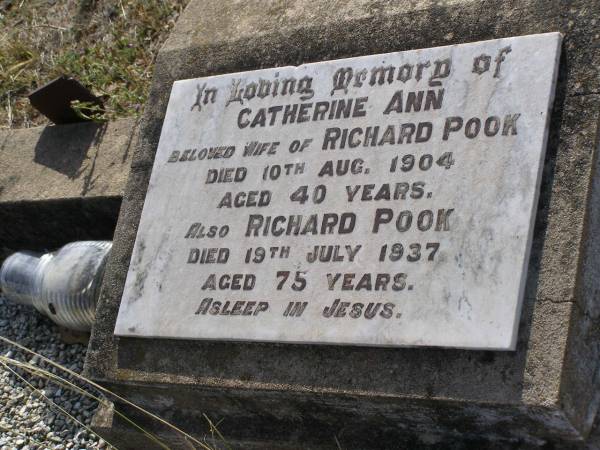 In Loving Memory of
CATHERINE ANN
BELOVED WIFE OF RICHARD POOK
DIED 10TH AUG. 1904
AGED 40 YEARS.
ALSO RICHARD POOK
DIED 19TH JULY 1937
AGED 75 YEARS.
ASLEEP IN JESUS.